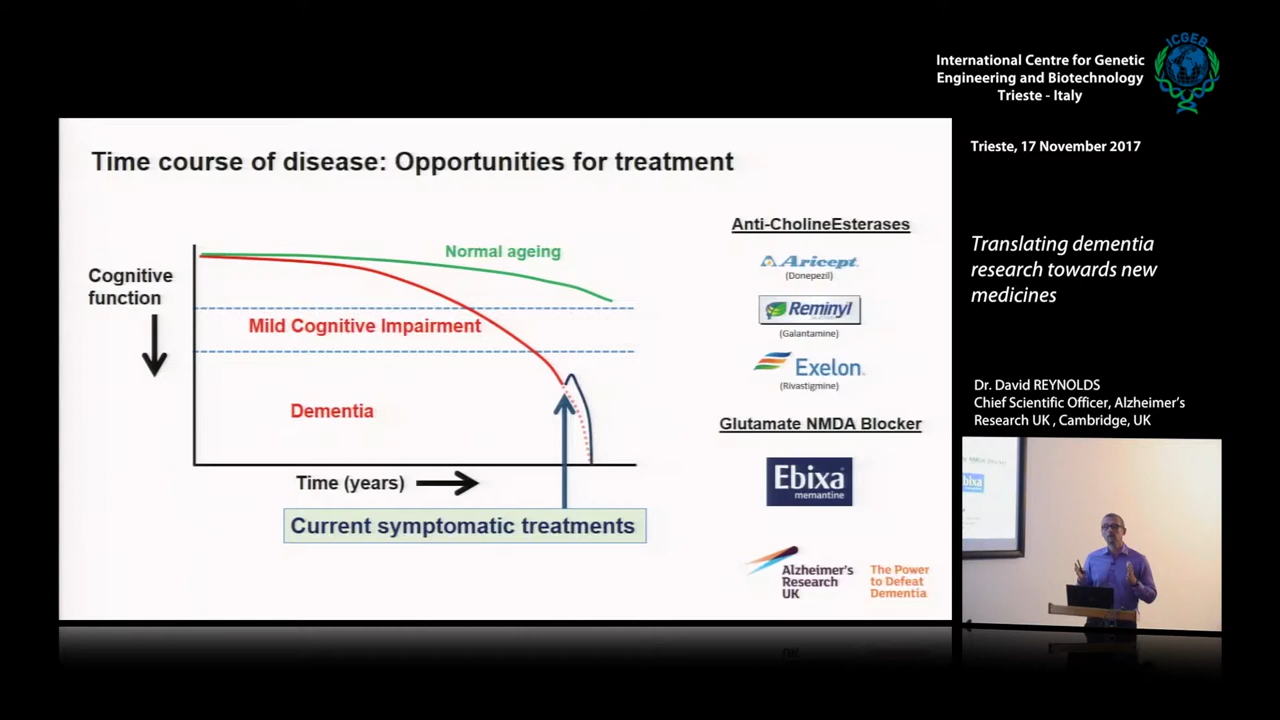 ICGEB
International Centre for Genetic
Engineering and Biotechnology
Trieste - Italy
Trieste, 17 November 2017
Translating dementia
research towards new
medicines
Dr. David REYNOLDS
Chief Scientific Officer, Alzheimer's
Research UK , Cambridge, UK
Time course of disease: Opportunities for treatment
Cognitive
function
Normal ageing
Mild Cognitive Impairment
Dementia
Time (years)
Current symptomatic treatments
Anti-CholineEsterases
Aricept
(Donepezil)
Reminyl
(Galantamine)
Exelon
(Rivastigmine)
Glutamate NMDA Blocker
Ebixa
memantine
Alzheimer's
Research
UK
The Power
to Defeat
Dementia